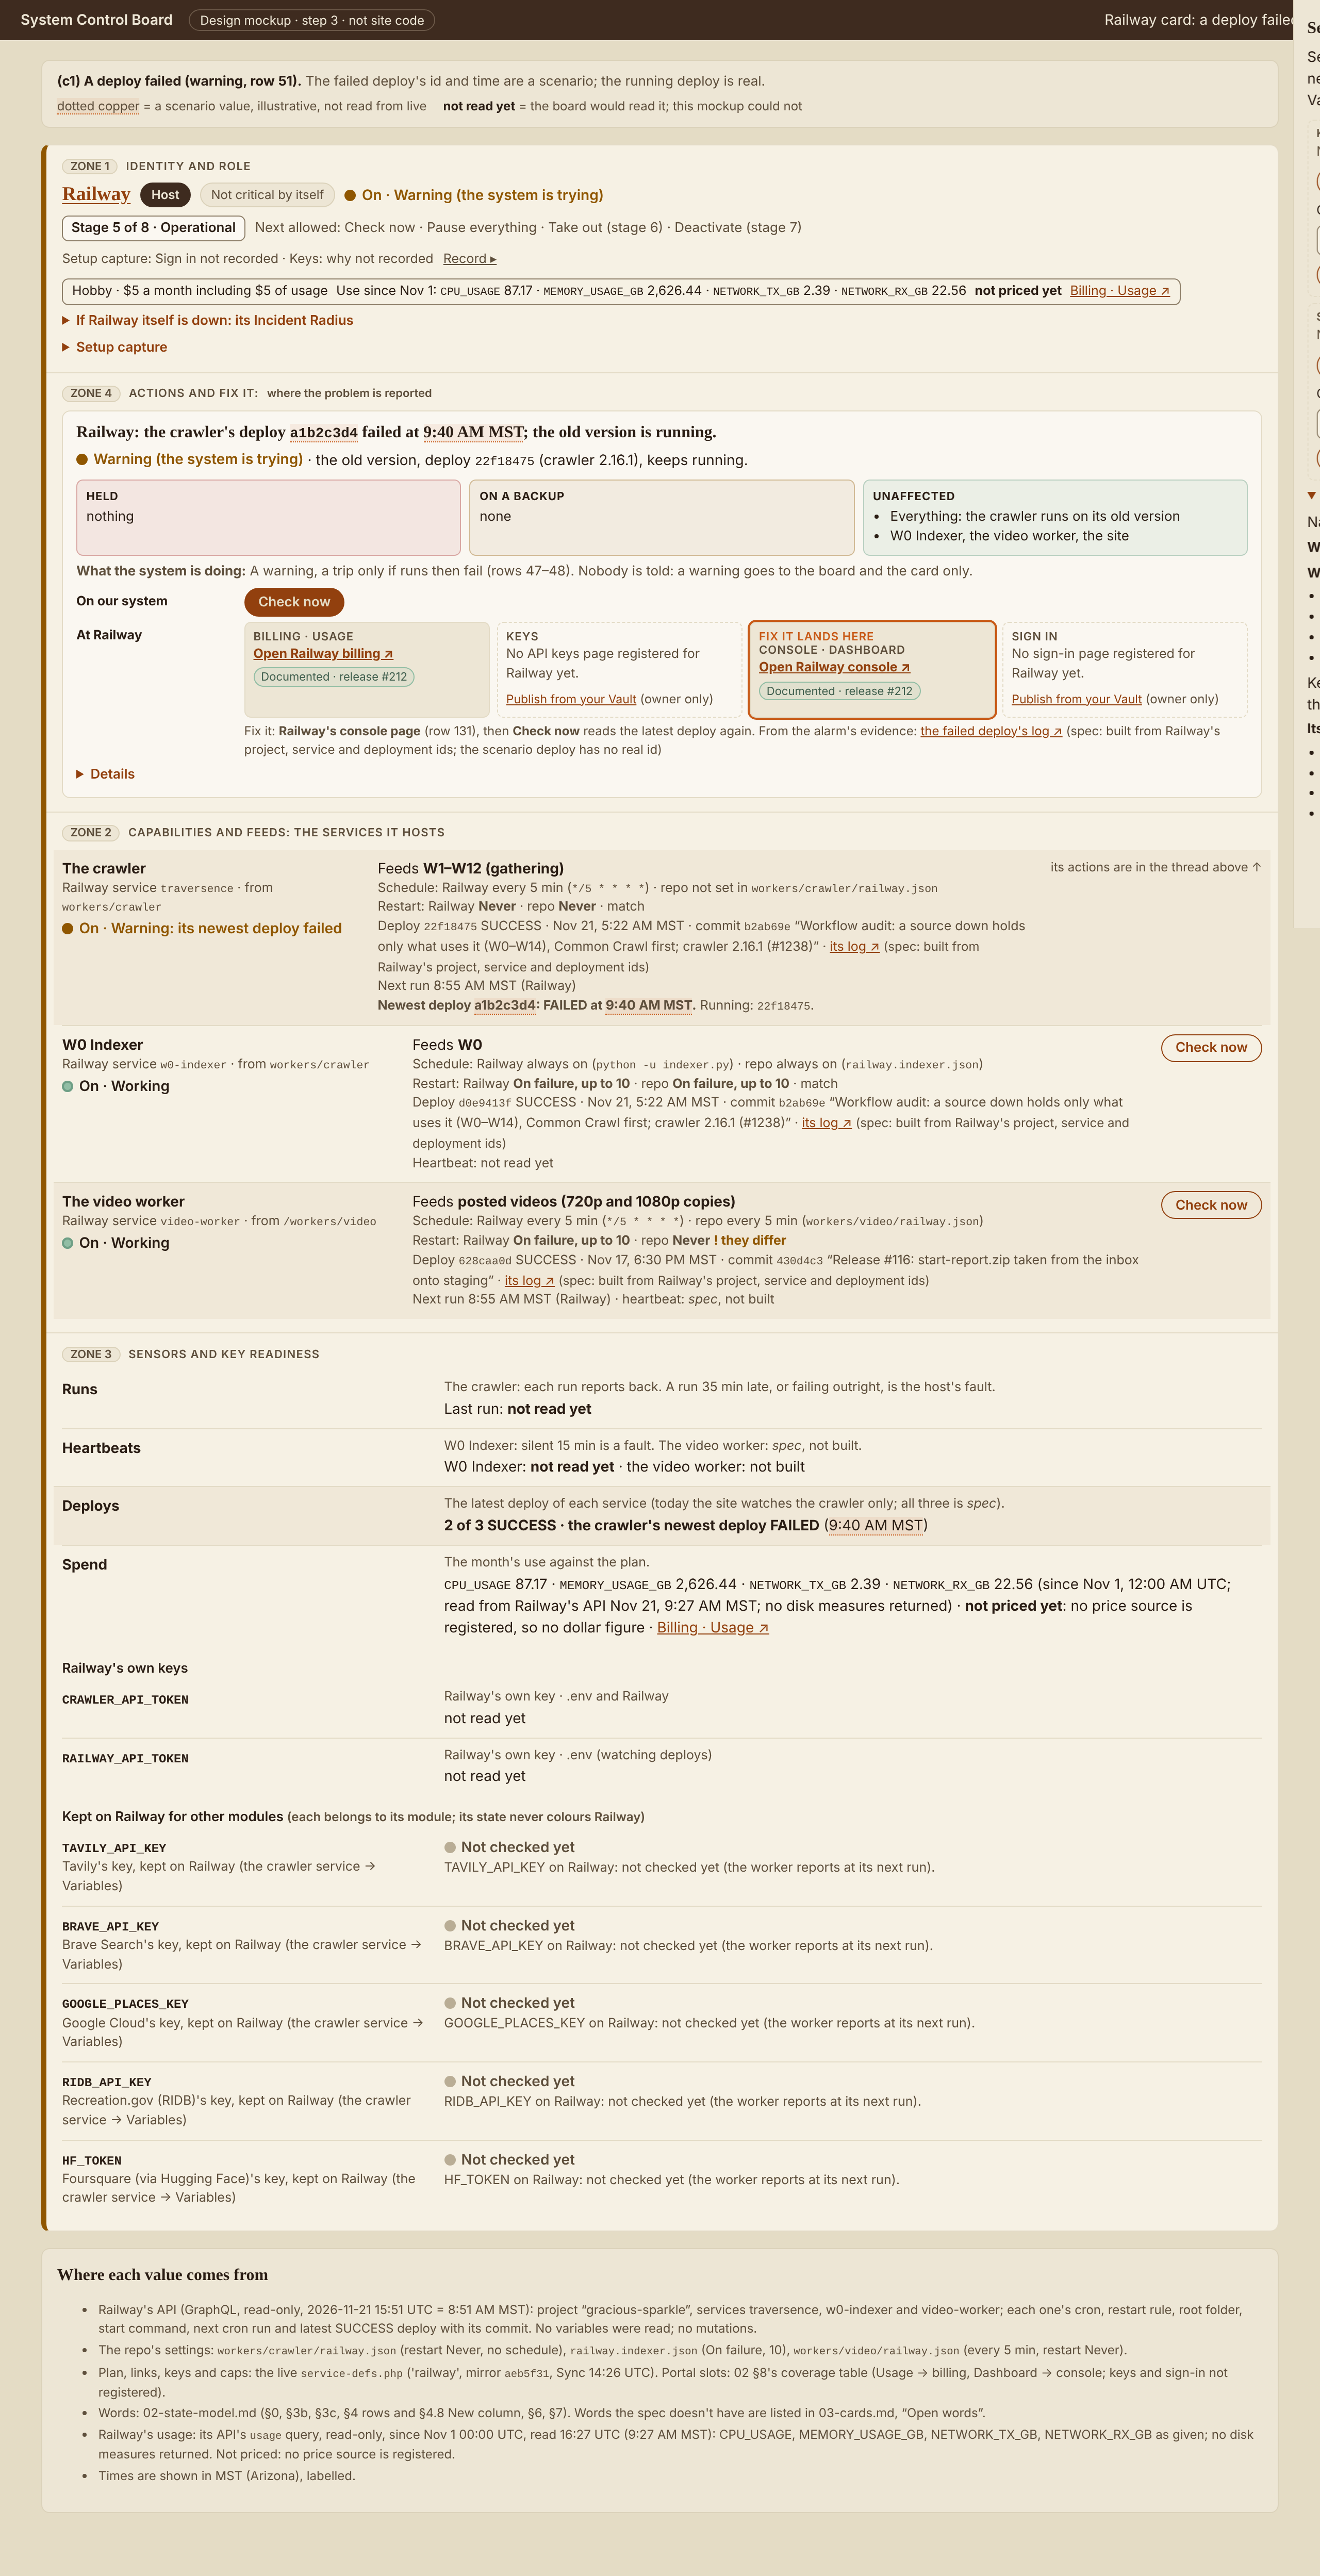 System Control Board
Design mockup · step 3 · not site code
Railway card: a deploy failed
(c1) A deploy failed (warning, row 51). The failed deploy's id and time are a scenario; the running deploy is real.
dotted copper = a scenario value, illustrative, not read from live not read yet = the board would read it; this mockup could not
ZONE 1 IDENTITY AND ROLE
Railway Host Not critical by itself On · Warning (the system is trying)
Stage 5 of 8 · Operational Next allowed: Check now · Pause everything · Take out (stage 6) · Deactivate (stage 7)
Setup capture: Sign in not recorded · Keys: why not recorded Record ▸
Hobby · $5 a month including $5 of usage Use since Nov 1: CPU_USAGE 87.17 · MEMORY_USAGE_GB 2,626.44 · NETWORK_TX_GB 2.39 · NETWORK_RX_GB 22.56 not priced yet Billing · Usage ↗
▶ If Railway itself is down: its Incident Radius
▶ Setup capture
ZONE 4 ACTIONS AND FIX IT: where the problem is reported
Railway: the crawler's deploy a1b2c3d4 failed at 9:40 AM MST; the old version is running.
Warning (the system is trying) · the old version, deploy 22f18475 (crawler 2.16.1), keeps running.
HELD
nothing
ON A BACKUP
none
UNAFFECTED
• Everything: the crawler runs on its old version
• W0 Indexer, the video worker, the site
What the system is doing: A warning, a trip only if runs then fail (rows 47–48). Nobody is told: a warning goes to the board and the card only.
On our system Check now
At Railway
BILLING · USAGE
Open Railway billing ↗
Documented · release #212
KEYS
No API keys page registered for
Railway yet.
Publish from your Vault (owner only)
FIX IT LANDS HERE
CONSOLE · DASHBOARD
Open Railway console ↗
Documented · release #212
SIGN IN
No sign-in page registered for
Railway yet.
Publish from your Vault (owner only)
Fix it: Railway's console page (row 131), then Check now reads the latest deploy again. From the alarm's evidence: the failed deploy's log ↗ (spec: built from Railway's
project, service and deployment ids; the scenario deploy has no real id)
▶ Details
ZONE 2 CAPABILITIES AND FEEDS: THE SERVICES IT HOSTS
The crawler
Railway service traversence · from
workers/crawler
On · Warning: its newest deploy failed
Feeds W1–W12 (gathering)
Schedule: Railway every 5 min (*/5 * * * *) · repo not set in workers/crawler/railway.json
Restart: Railway Never · repo Never · match
Deploy 22f18475 SUCCESS · Nov 21, 5:22 AM MST · commit b2ab69e “Workflow audit: a source down holds
only what uses it (W0–W14), Common Crawl first; crawler 2.16.1 (#1238)” · its log ↗ (spec: built from
Railway's project, service and deployment ids)
Next run 8:55 AM MST (Railway)
Newest deploy a1b2c3d4: FAILED at 9:40 AM MST. Running: 22f18475.
its actions are in the thread above ↑
W0 Indexer
Railway service w0-indexer · from workers/crawler
On · Working
Feeds W0
Schedule: Railway always on (python -u indexer.py) · repo always on (railway.indexer.json)
Restart: Railway On failure, up to 10 · repo On failure, up to 10 · match
Deploy d0e9413f SUCCESS · Nov 21, 5:22 AM MST · commit b2ab69e “Workflow audit: a source down holds only what
uses it (W0–W14), Common Crawl first; crawler 2.16.1 (#1238)” · its log ↗ (spec: built from Railway's project, service and
deployment ids)
Heartbeat: not read yet
Check now
The video worker
Railway service video-worker · from /workers/video
On · Working
Feeds posted videos (720p and 1080p copies)
Schedule: Railway every 5 min (*/5 * * * *) · repo every 5 min (workers/video/railway.json)
Restart: Railway On failure, up to 10 · repo Never ! they differ
Deploy 628caa0d SUCCESS · Nov 17, 6:30 PM MST · commit 430d4c3 “Release #116: start-report.zip taken from the inbox
onto staging” · its log ↗ (spec: built from Railway's project, service and deployment ids)
Next run 8:55 AM MST (Railway) · heartbeat: spec, not built
Check now
ZONE 3 SENSORS AND KEY READINESS
Runs
The crawler: each run reports back. A run 35 min late, or failing outright, is the host's fault.
Last run: not read yet
Heartbeats
W0 Indexer: silent 15 min is a fault. The video worker: spec, not built.
W0 Indexer: not read yet · the video worker: not built
Deploys
The latest deploy of each service (today the site watches the crawler only; all three is spec).
2 of 3 SUCCESS · the crawler's newest deploy FAILED (9:40 AM MST)
Spend
The month's use against the plan.
CPU_USAGE 87.17 · MEMORY_USAGE_GB 2,626.44 · NETWORK_TX_GB 2.39 · NETWORK_RX_GB 22.56 (since Nov 1, 12:00 AM UTC;
read from Railway's API Nov 21, 9:27 AM MST; no disk measures returned) · not priced yet: no price source is
registered, so no dollar figure · Billing · Usage ↗
Railway's own keys
CRAWLER_API_TOKEN
Railway's own key · .env and Railway
not read yet
RAILWAY_API_TOKEN
Railway's own key · .env (watching deploys)
not read yet
Kept on Railway for other modules (each belongs to its module; its state never colours Railway)
TAVILY_API_KEY
Tavily's key, kept on Railway (the crawler service →
Variables)
Not checked yet
TAVILY_API_KEY on Railway: not checked yet (the worker reports at its next run).
BRAVE_API_KEY
Brave Search's key, kept on Railway (the crawler service →
Variables)
Not checked yet
BRAVE_API_KEY on Railway: not checked yet (the worker reports at its next run).
GOOGLE_PLACES_KEY
Google Cloud's key, kept on Railway (the crawler service →
Variables)
Not checked yet
GOOGLE_PLACES_KEY on Railway: not checked yet (the worker reports at its next run).
RIDB_API_KEY
Recreation.gov (RIDB)'s key, kept on Railway (the crawler
service → Variables)
Not checked yet
RIDB_API_KEY on Railway: not checked yet (the worker reports at its next run).
HF_TOKEN
Foursquare (via Hugging Face)'s key, kept on Railway (the
crawler service → Variables)
Not checked yet
HF_TOKEN on Railway: not checked yet (the worker reports at its next run).
Where each value comes from
• Railway's API (GraphQL, read-only, 2026-11-21 15:51 UTC = 8:51 AM MST): project “gracious-sparkle”, services traversence, w0-indexer and video-worker; each one's cron, restart rule, root folder,
start command, next cron run and latest SUCCESS deploy with its commit. No variables were read; no mutations.
• The repo's settings: workers/crawler/railway.json (restart Never, no schedule), railway.indexer.json (On failure, 10), workers/video/railway.json (every 5 min, restart Never).
• Plan, links, keys and caps: the live service-defs.php ('railway', mirror aeb5f31, Sync 14:26 UTC). Portal slots: 02 §8's coverage table (Usage → billing, Dashboard → console; keys and sign-in not
registered).
• Words: 02-state-model.md (§0, §3b, §3c, §4 rows and §4.8 New column, §6, §7). Words the spec doesn't have are listed in 03-cards.md, “Open words”.
• Railway's usage: its API's usage query, read-only, since Nov 1 00:00 UTC, read 16:27 UTC (9:27 AM MST): CPU_USAGE, MEMORY_USAGE_GB, NETWORK_TX_GB, NETWORK_RX_GB as given; no disk
measures returned. Not priced: no price source is registered.
• Times are shown in MST (Arizona), labelled.